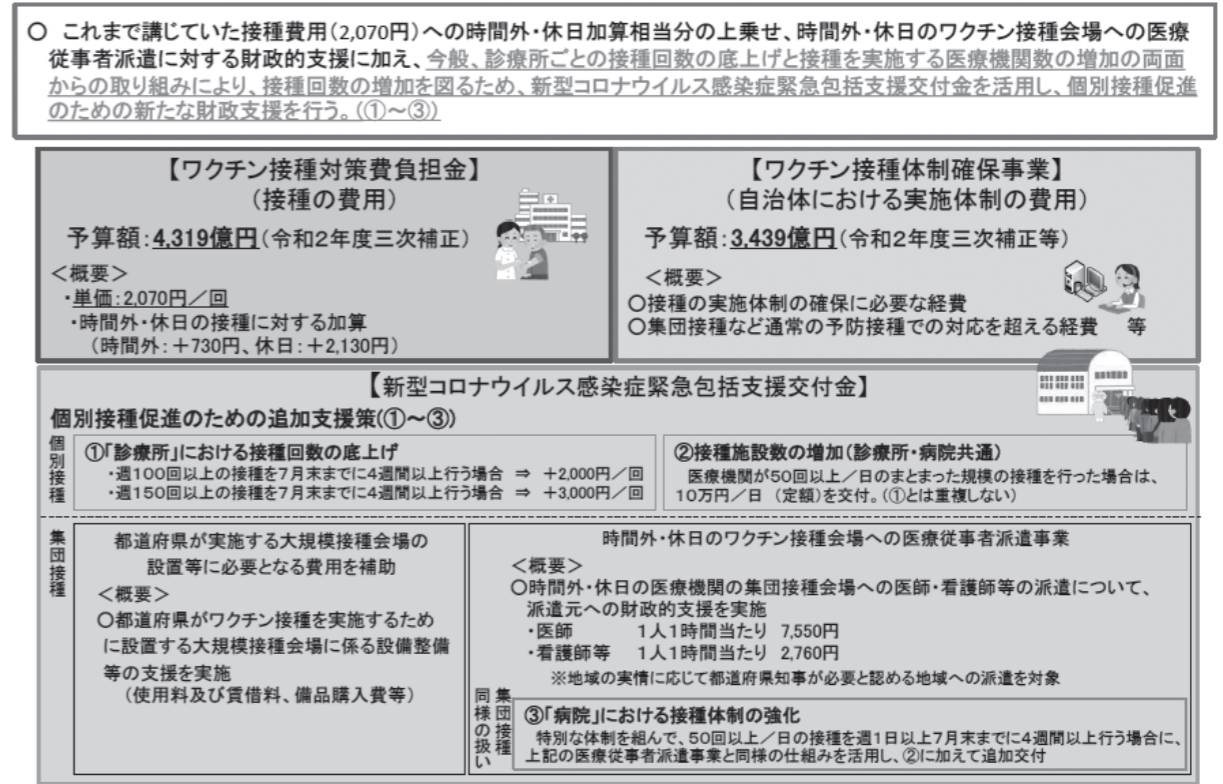 ○ これまで講じていた接種費用(2,070円)への時間外・休日加算相当分の上乗せ、時間外・休日のワクチン接種会場への医療
従事者派遣に対する財政的支援に加え、今般、診療所ごとの接種回数の底上げと接種を実施する医療機関数の増加の両面
からの取り組みにより、接種回数の増加を図るため、新型コロナウイルス感染症緊急包括支援交付金を活用し、個別接種促進
のための新たな財政支援を行う。(①~③))
【ワクチン接種対策費負担金】
(接種の費用)
予算額:4,319億円(令和2年度三次補正)
<概要>
・単価:2,070円/回
・時間外・休日の接種に対する加算
(時間外:+730円、休日:+2,130円)
【ワクチン接種体制確保事業】
(自治体における実施体制の費用)
予算額:3,439億円(令和2年度三次補正等)
<概要>
○接種の実施体制の確保に必要な経費
○集団接種など通常の予防接種での対応を超える経費 等
【新型コロナウイルス感染症緊急包括支援交付金】
個別接種促進のための追加支援策(①~③))
個別接種
①「診療所」における接種回数の底上げ
・週100回以上の接種を7月末までに4週間以上行う場合 ⇒ +2,000円/回
・週150回以上の接種を7月末までに4週間以上行う場合 ⇒ +3,000円/回
②接種施設数の増加(診療所・病院共通)
医療機関が50回以上/日のまとまった規模の接種を行った場合は、
10万円/日 (定額)を交付。(①とは重複しない)
集団接種
都道府県が実施する大規模接種会場の
設置等に必要となる費用を補助
<概要>
○都道府県がワクチン接種を実施するため
に設置する大規模接種会場に係る設備整備
等の支援を実施
(使用料及び賃借料、備品購入費等)
時間外・休日のワクチン接種会場への医療従事者派遣事業
<概要>
○時間外・休日の医療機関の集団接種会場への医師・看護師等の派遣について、
派遣元への財政的支援を実施
・医師 1人1時間当たり 7,550円
・看護師等 1人1時間当たり 2,760円
※地域の実情に応じて都道府県知事が必要と認める地域への派遣を対象
集団接種
同様の扱い
③「病院」における接種体制の強化
特別な体制を組んで、50回以上/日の接種を週1日以上7月末までに4週間以上行う場合に、
上記の医療従事者派遣事業と同様の仕組みを活用し、②に加えて追加交付